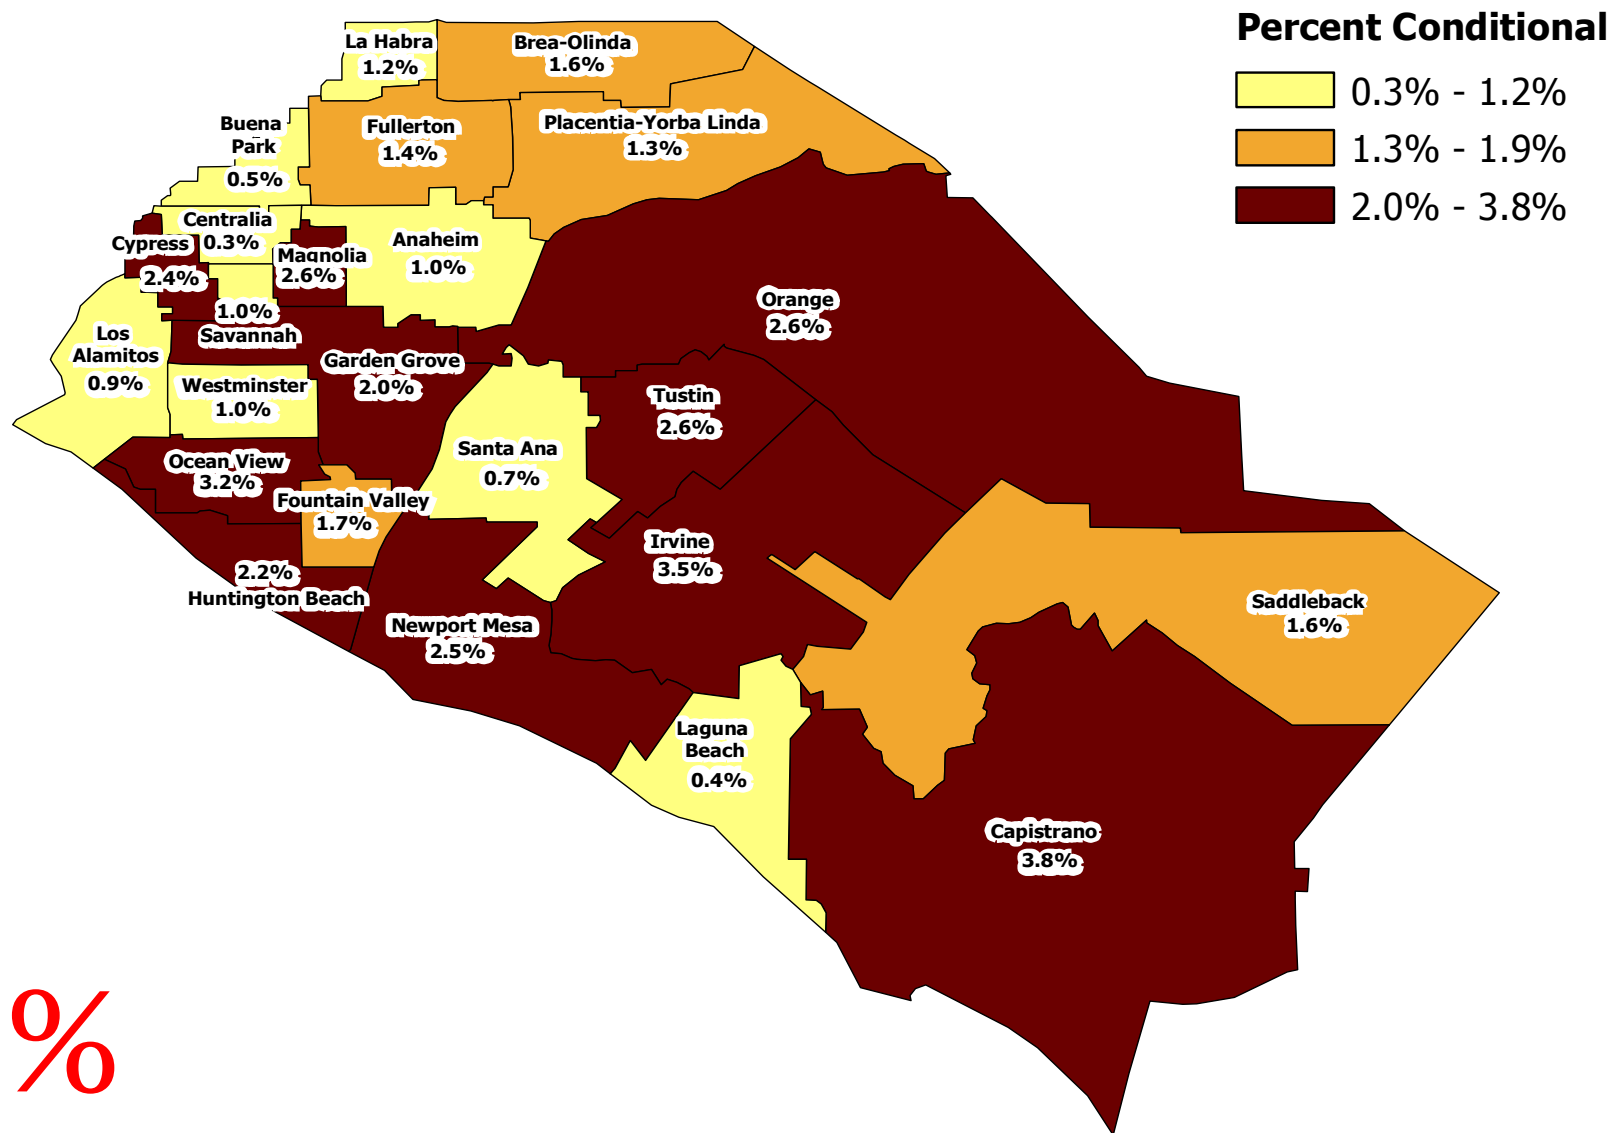 Percent Conditional
0.3% - 1.2%
1.3% - 1.9%
2.0% - 3.8%
La Habra
1.2%
Brea-Olinda
1.6%
Buena
Park
0.5%
Fullerton
1.4%
Placentia-Yorba Linda
1.3%
Centralia
0.3%
Cypress
2.4%
Magnolia
2.6%
Anaheim
1.0%
Orange
2.6%
1.0%
Savannah
Los
Alamitos
0.9%
Garden Grove
2.0%
Westminster
1.0%
Tustin
2.6%
Santa Ana
0.7%
Ocean View
3.2%
Fountain Valley
1.7%
Irvine
3.5%
2.2%
Huntington Beach
Newport Mesa
2.5%
Saddleback
1.6%
Laguna
Beach
0.4%
Capistrano
3.8%
%